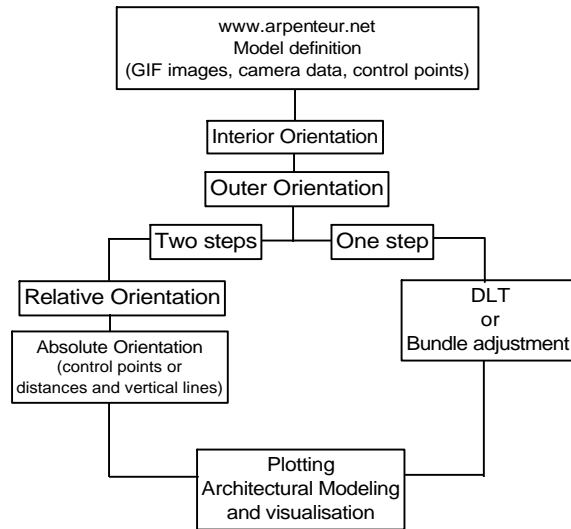 www.arpenteur.net
Model definition
(GIF images, camera data, control points)
Interior Orientation
Outer Orientation
Two steps
One step
Relative Orientation
Absolute Orientation
(control points or
distances and vertical lines)
DLT
or
Bundle adjustment
Plotting
Architectural Modeling
and visualisation